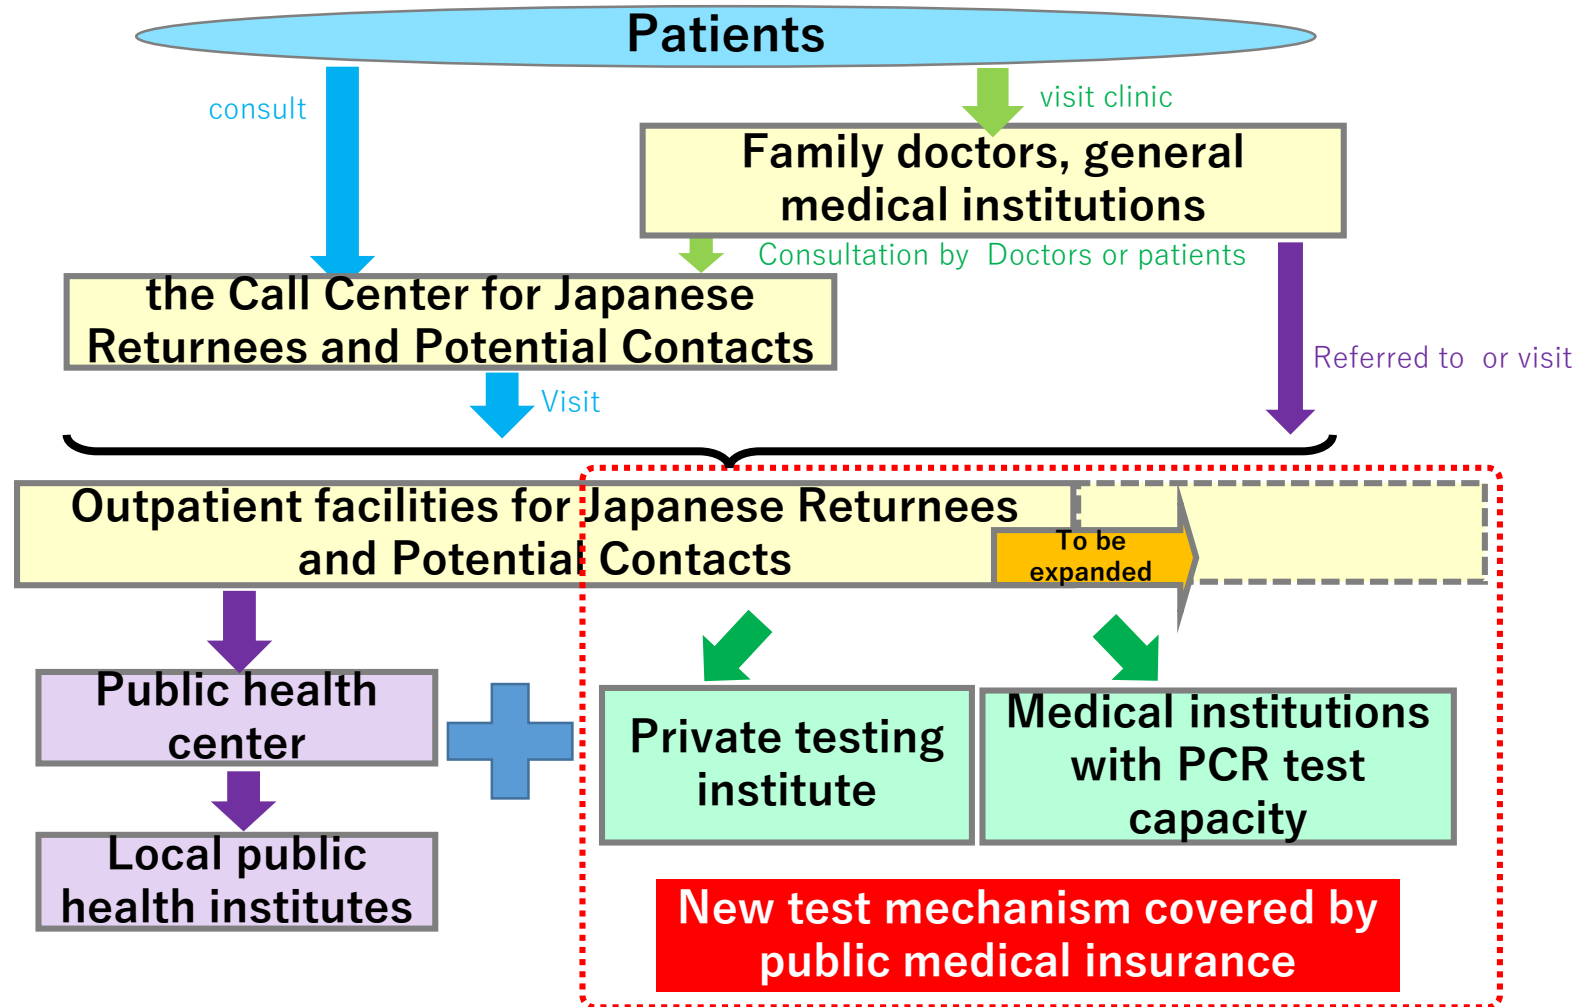 Patients
consult
visit clinic
Family doctors, general
medical institutions
Consultation by Doctors or patients
the Call Center for Japanese
Returnees and Potential Contacts
Referred to or visit
Visit
Outpatient facilities for Japanese Returnees
and Potential Contacts
To be
expanded
Public health
center
Private testing
institute
Medical institutions
with PCR test
capacity
Local public
health institutes
New test mechanism covered by
public medical insurance